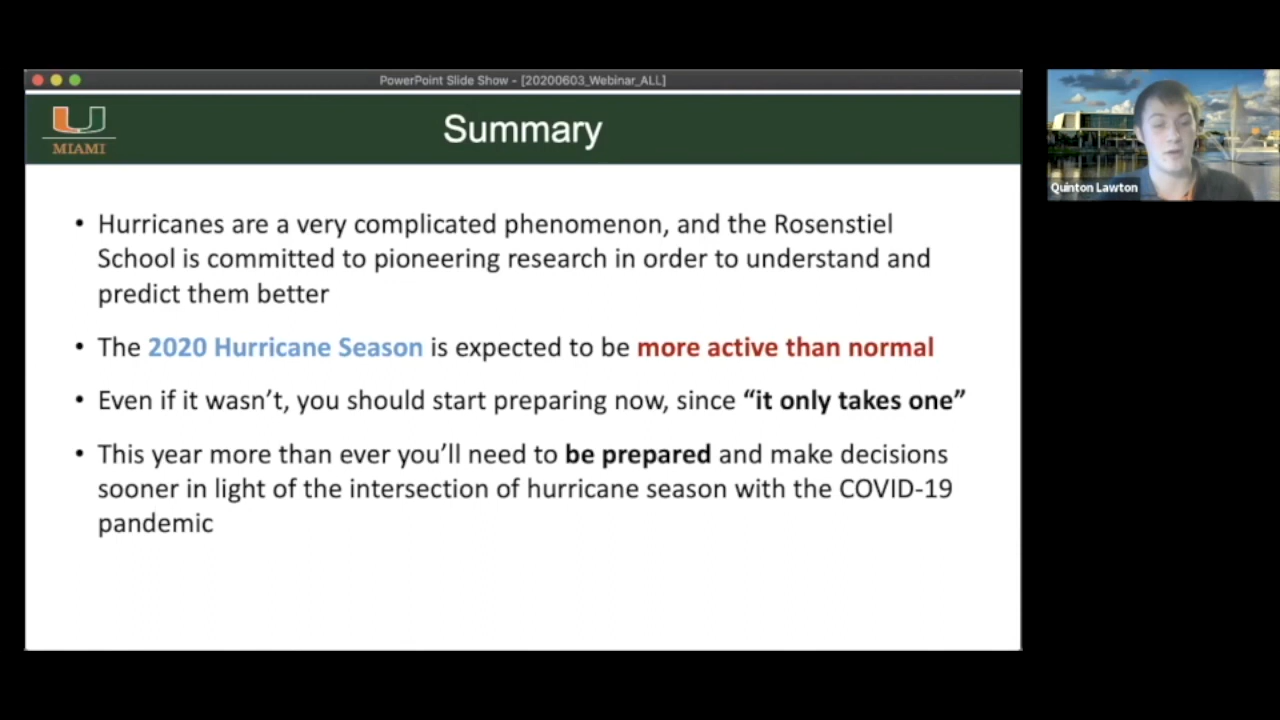 PowerPoint Slide Show - [20200603_Webinar_ALL]
U
MIAMI
Summary
• Hurricanes are a very complicated phenomenon, and the Rosenstiel
School is committed to pioneering research in order to understand and
predict them better
• The 2020 Hurricane Season is expected to be more active than normal
• Even if it wasn’t, you should start preparing now, since “it only takes one”
• This year more than ever you’ll need to be prepared and make decisions
sooner in light of the intersection of hurricane season with the COVID-19
pandemic
Quinton Lawton